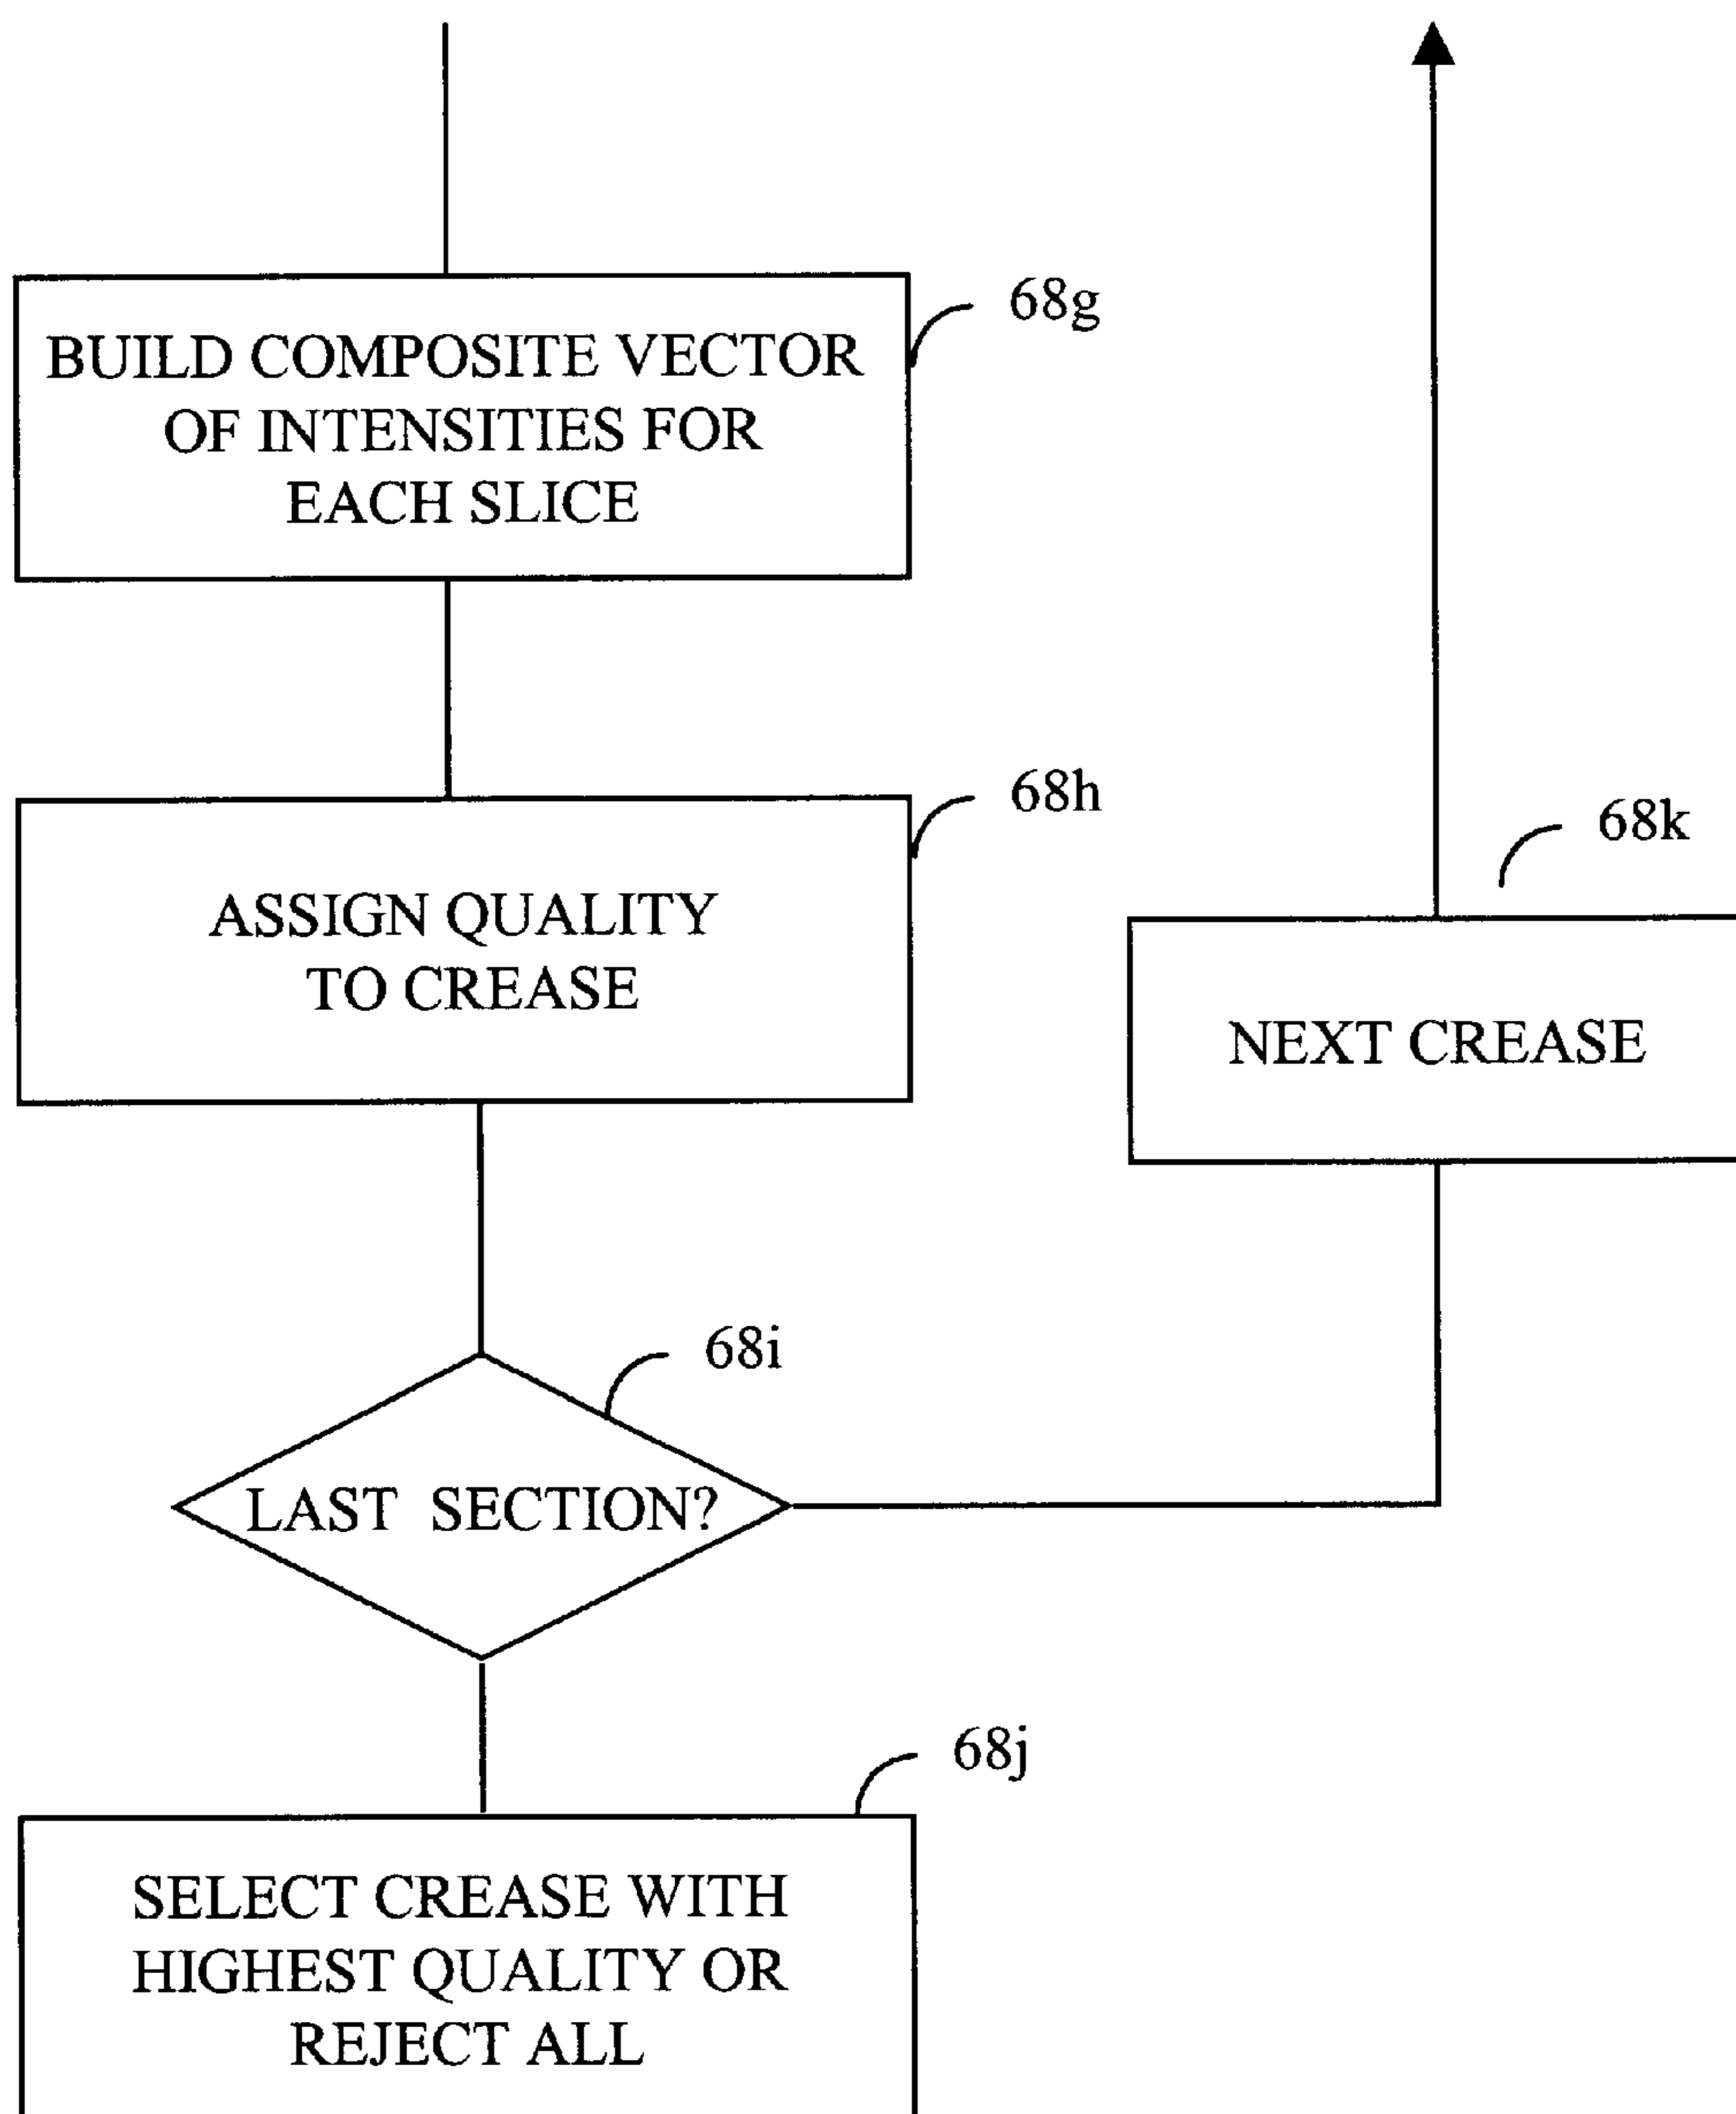 68g
BUILD COMPOSITE VECTOR
OF INTENSITIES FOR
EACH SLICE
68h
ASSIGN QUALITY
TO CREASE
68k
NEXT CREASE
68i
LAST SECTION?
68j
SELECT CREASE WITH
HIGHEST QUALITY OR
REJECT ALL